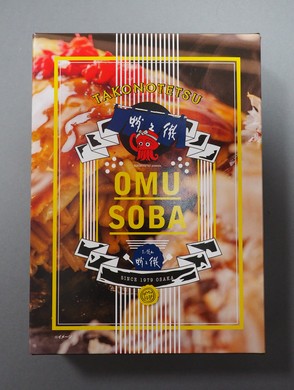 TAKONOTETSU
蛸之徹
OMU
SOBA
蛸之徹
SINCE 1979 OSAKA